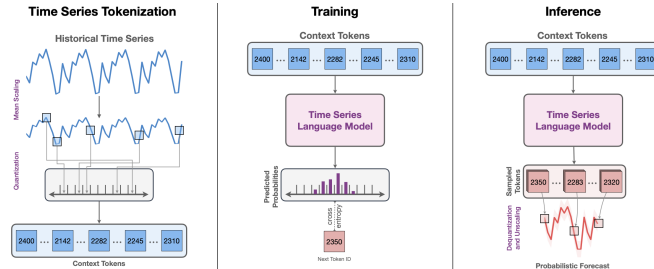 Time Series Tokenization
Historical Time Series
Mean Scaling
Quantization
2400 ... 2142 ... 2282 ... 2245 ... 2310
Context Tokens
Training
Context Tokens
2400 ... 2142 ... 2282 ... 2245 ... 2310
Time Series
Language Model
Predicted
Probabilities
cross
entropy
2350
Next Token ID
Inference
Context Tokens
2400 ... 2142 ... 2282 ... 2245 ... 2310
Time Series
Language Model
Sampled
Tokens
2350 ... 2283 ... 2320
Dequantization
and Unscaling
Probabilistic Forecast